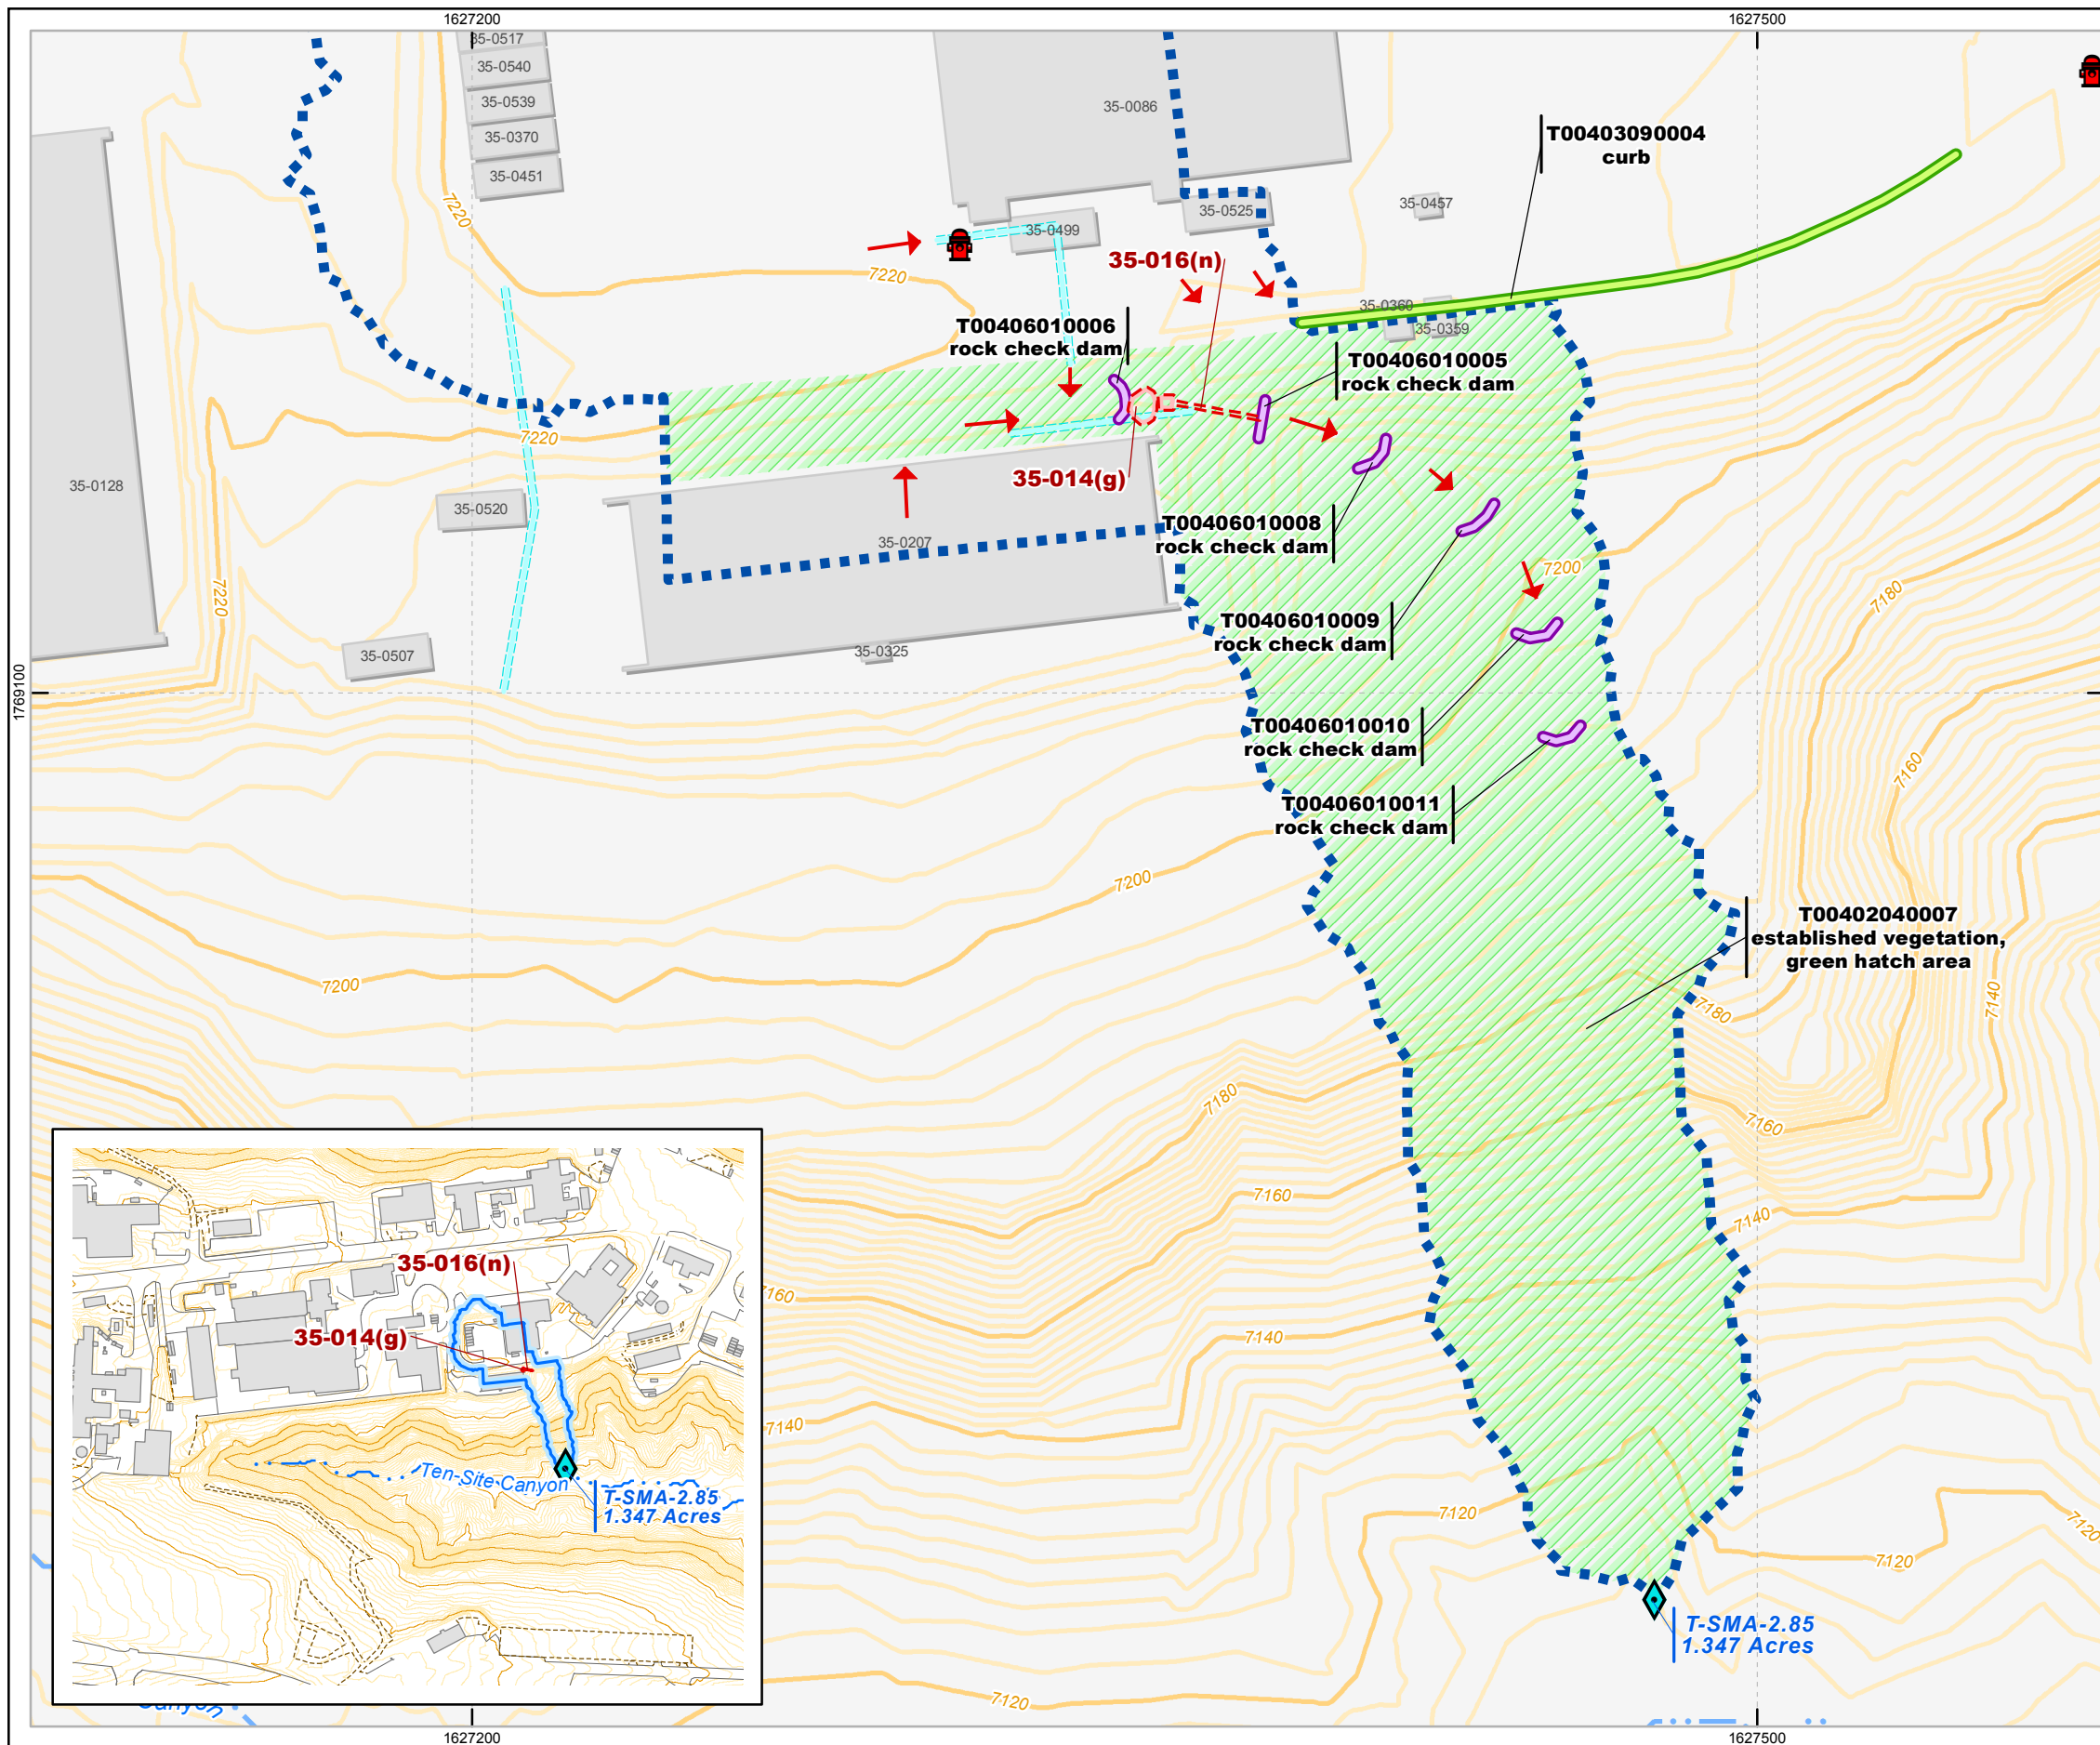 1627200
1627500
35-0517
35-0540
35-0539
35-0370
35-0451
35-0086
T00403090004
curb
35-0457
35-0525
35-0499
7220
35-016(n)
7220
35-0360
35-0359
T00406010006
rock check dam
T00406010005
rock check dam
7220
35-014(g)
35-0128
35-0520
T00406010008
rock check dam
35-0207
7200
7220
7180
T00406010009
rock check dam
35-0507
35-0325
1769100
T00406010010
rock check dam
7160
T00406010011
rock check dam
7200
T00402040007
established vegetation,
green hatch area
7200
7140
7180
7180
7160
7160
7140
35-016(n)
160
35-014(g)
7140
7140
Ten-Site-Canyon
T-SMA-2.85
1.347 Acres
7120
7120
7120
T-SMA-2.85
1.347 Acres
7120
Canyon
1627200
1627500